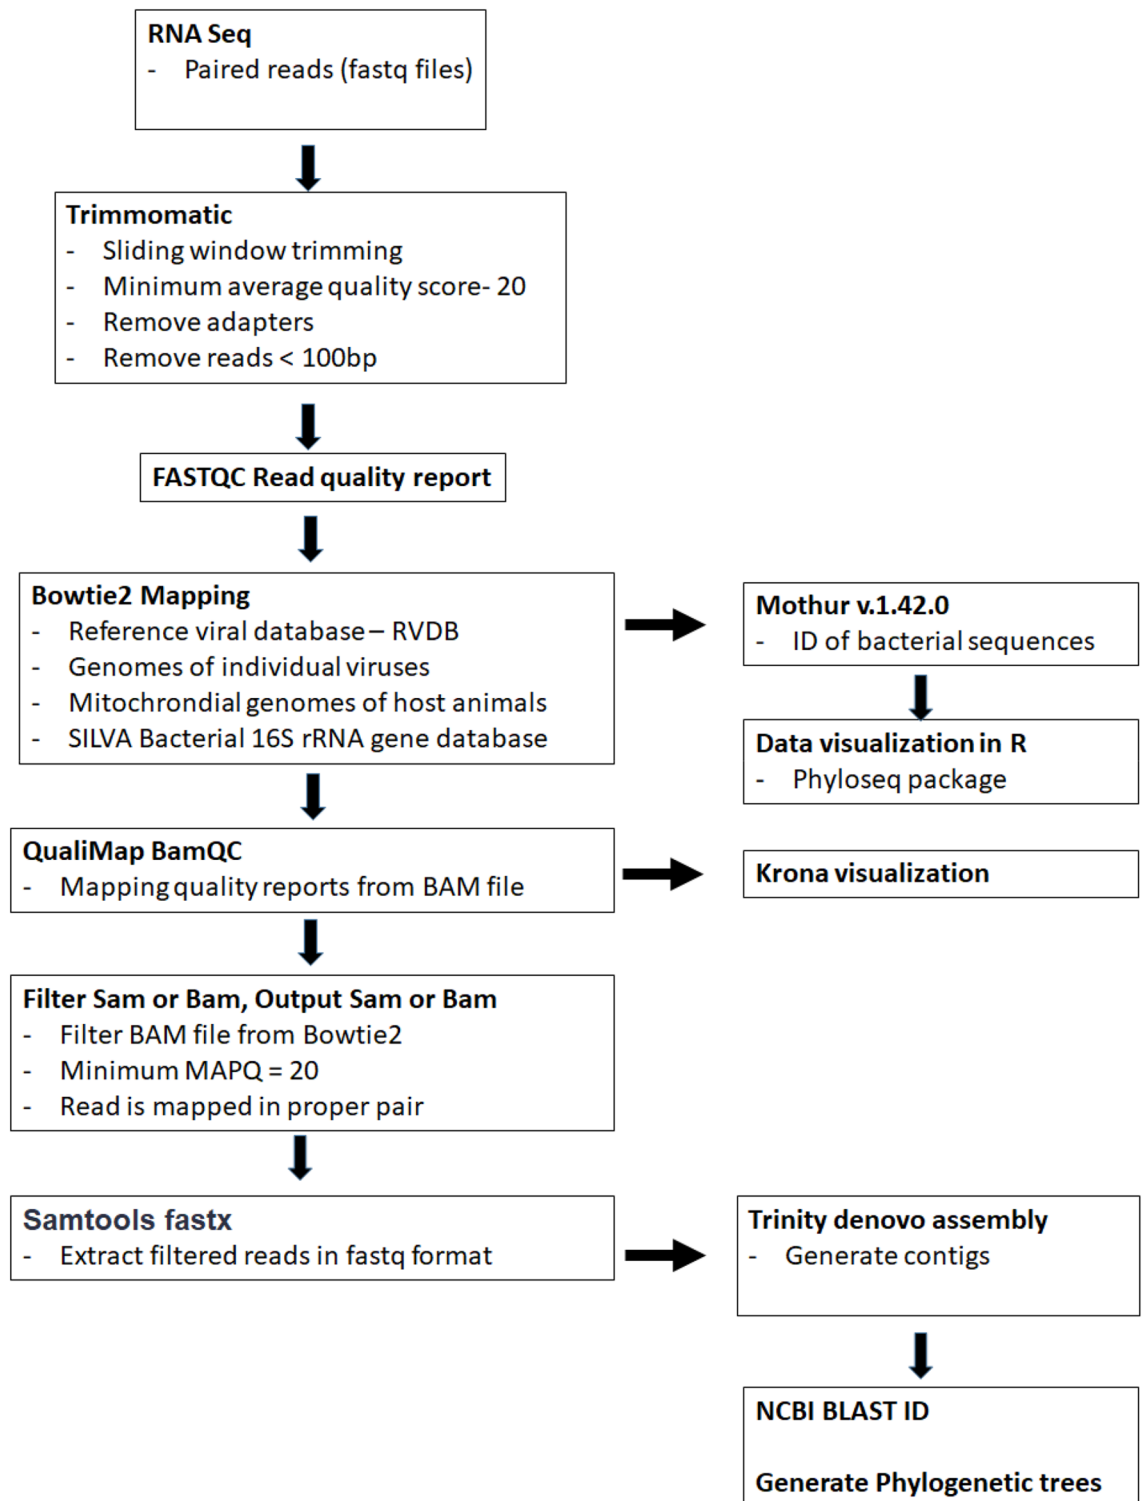 RNA Seq
- Paired reads (fastq files)
Trimmomatic
- Sliding window trimming
- Minimum average quality score- 20
- Remove adapters
- Remove reads < 100bp
FASTQC Read quality report
Bowtie2 Mapping
- Reference viral database – RVDB
- Genomes of individual viruses
- Mitochrondial genomes of host animals
- SILVA Bacterial 16S rRNA gene database
Mothur v.1.42.0
- ID of bacterial sequences
Data visualization in R
- Phyloseq package
QualiMap BamQC
- Mapping quality reports from BAM file
Krona visualization
Filter Sam or Bam, Output Sam or Bam
- Filter BAM file from Bowtie2
- Minimum MAPQ = 20
- Read is mapped in proper pair
Samtools fastx
- Extract filtered reads in fastq format
Trinity denovo assembly
- Generate contigs
NCBI BLAST ID
Generate Phylogenetic trees